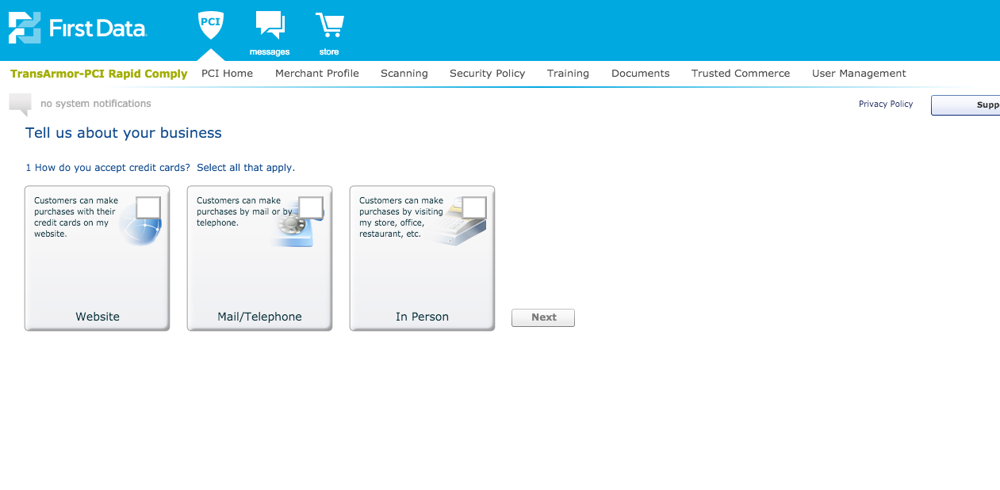 First Data
PCI
messages
store
TransArmor-PCI Rapid Comply
PCI Home
Merchant Profile
Scanning
Security Policy
Training
Documents
Trusted Commerce
User Management
no system notifications
Privacy Policy
Supp
Tell us about your business
1 How do you accept credit cards? Select all that apply.
Customers can make
purchases with their
credit cards on my
website.
Website
Customers can make
purchases by mail or by
telephone.
Mail/Telephone
Customers can make
purchases by visiting
my store, office,
restaurant, etc.
In Person
Next